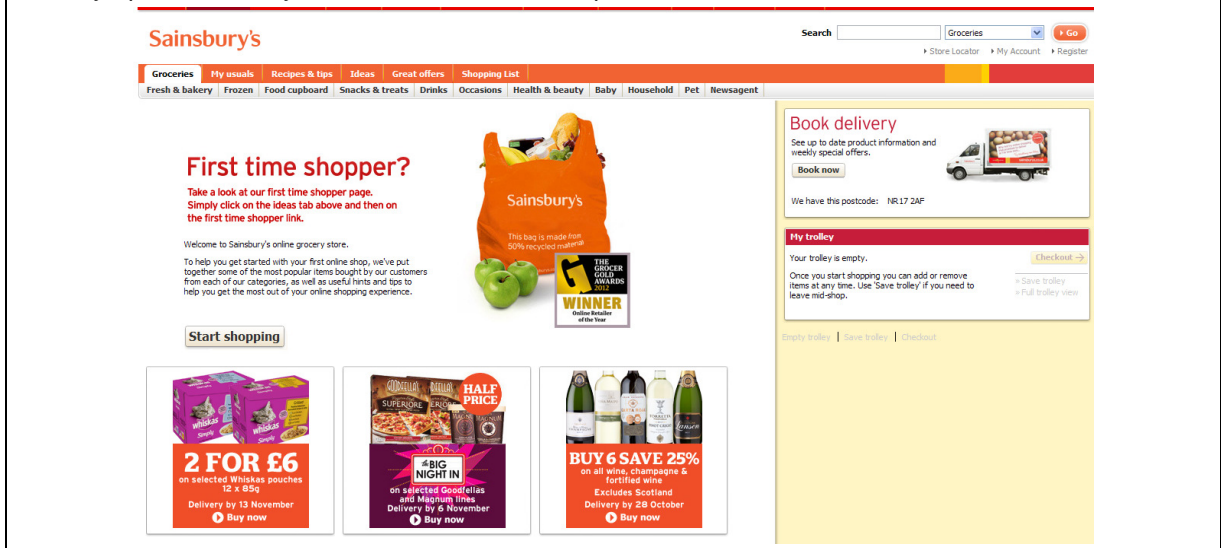 Sainsbury's
Search
Groceries
Go
Store Locator
My Account
Register
Groceries
My usuals
Recipes & tips
Ideas
Great offers
Shopping List
Fresh & bakery
Frozen
Food cupboard
Snacks & treats
Drinks
Occasions
Health & beauty
Baby
Household
Pet
Newsagent
First time shopper?
Take a look at our first time shopper page.
Simply click on the ideas tab above and then on
the first time shopper link.
Welcome to Sainsbury's online grocery store.
To help you get started with your first online shop, we've put
together some of the most popular items bought by our customers
from each of our categories, as well as useful hints and tips to
help you get the most out of your online shopping experience.
Start shopping
Sainsbury's
This bag is made from
50% recycled material
THE
GROCER
GOLD
AWARDS
2012
WINNER
Online Retailer
of the Year
Book delivery
See up to date product information and
weekly special offers.
Book now
We have this postcode: NR17 2AF
My trolley
Your trolley is empty.
Checkout
Once you start shopping you can add or remove
items at any time. Use 'Save trolley' if you need to
leave mid-shop.
» Save trolley
» Full trolley view
Empty trolley | Save trolley | Checkout
whiskas
Simply
whiskas
Simply
2 FOR £6
on selected Whiskas pouches
12 x 85g
Delivery by 13 November
Buy now
GOODFELLA'S
SUPERIORE
HALF
PRICE
MAGNUM
the BIG
NIGHT IN
on selected Goodfellas
and Magnum lines
Delivery by 6 November
Buy now
Lanson
BUY 6 SAVE 25%
on all wine, champagne &
fortified wine
Excludes Scotland
Delivery by 28 October
Buy now